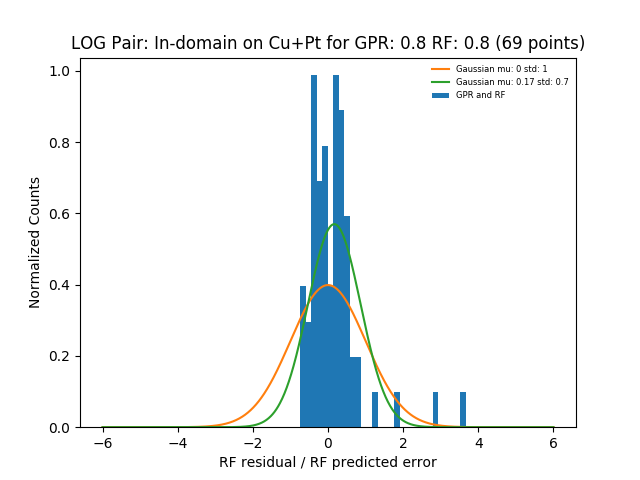 LOG Pair: In-domain on Cu+Pt for GPR: 0.8 RF: 0.8 (69 points)
Gaussian mu: 0 std: 1
Gaussian mu: 0.17 std: 0.7
GPR and RF
Normalized Counts
1.0
0.8
0.6
0.4
0.2
0.0
−6 −4 −2 0 2 4 6
RF residual / RF predicted error